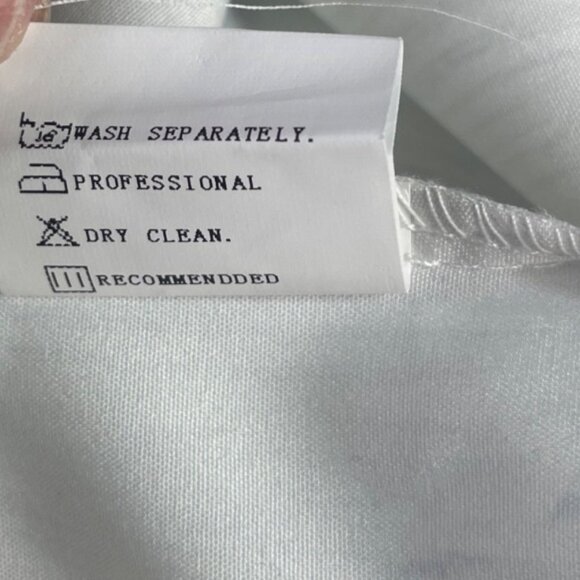 WASH SEPARATELY.
PROFESSIONAL
DRY CLEAN.
RECOMMENDDED